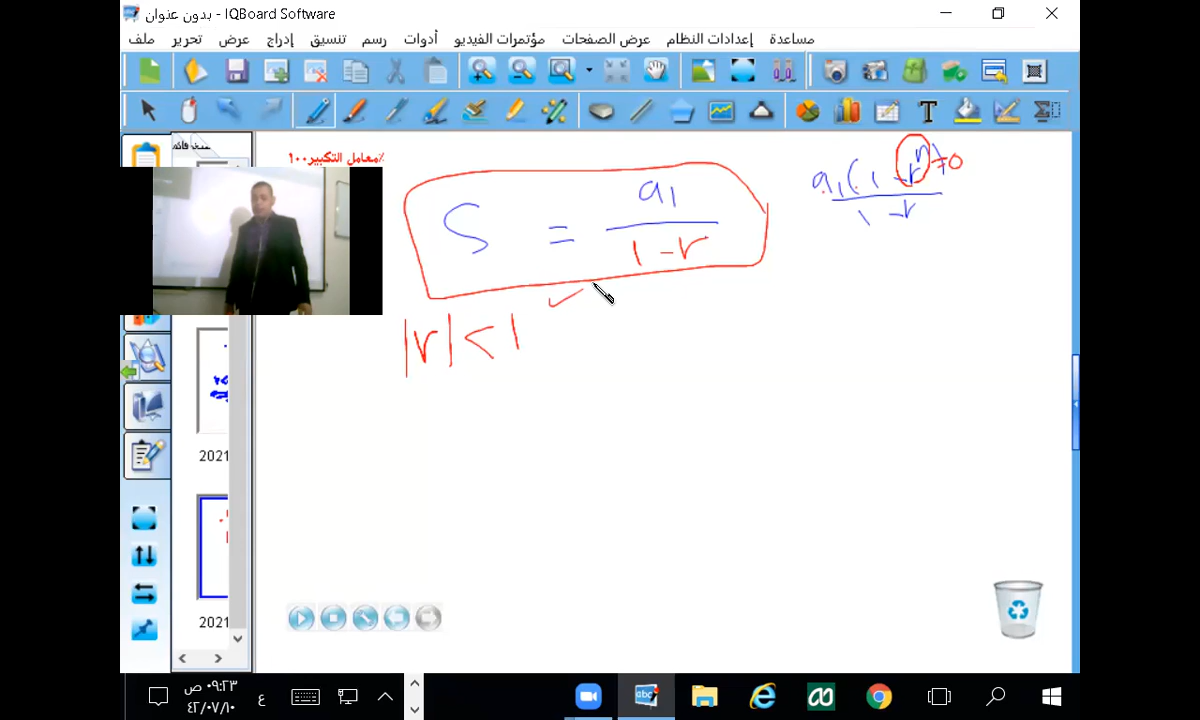 بدون عنوان - IQBoard Software
ملف تحرير عرض إدراج تنسيق رسم أدوات مؤتمرات الفيديو عرض الصفحات إعدادات النظام مساعدة
معامل التكبير١٠٠٪
S = a₁ / 1 - r
a₁(1 - rⁿ) / 1 - r
|r| < 1
2021
2021
٠٩:٢٣ ص
ع
٤٢/٠٧/١٠